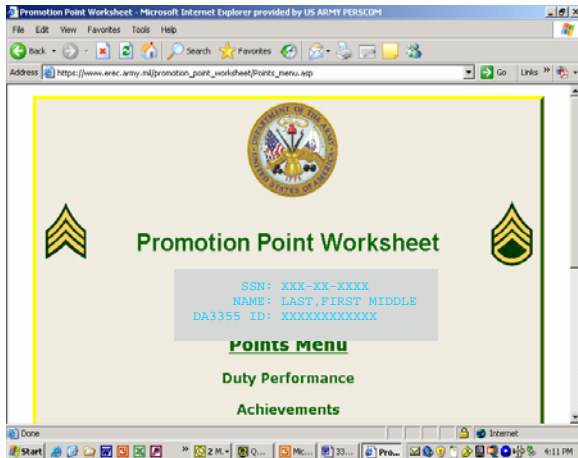 Promotion Point Worksheet - Microsoft Internet Explorer provided by US ARMY PERSCOM
File Edit View Favorites Tools Help
Back Search Favorites
Address https://www.erec.army.mil/promotion_point_worksheet/Points_menu.asp Go Links »
DEPARTMENT OF THE ARMY
UNITED STATES OF AMERICA
Promotion Point Worksheet
SSN: XXX-XX-XXXX
NAME: LAST,FIRST MIDDLE
DA3355 ID: XXXXXXXXXXXX
Points Menu
Duty Performance
Achievements
Done Internet
Start » 2 M... Q... Mc... 33... Pro... 4:11 PM